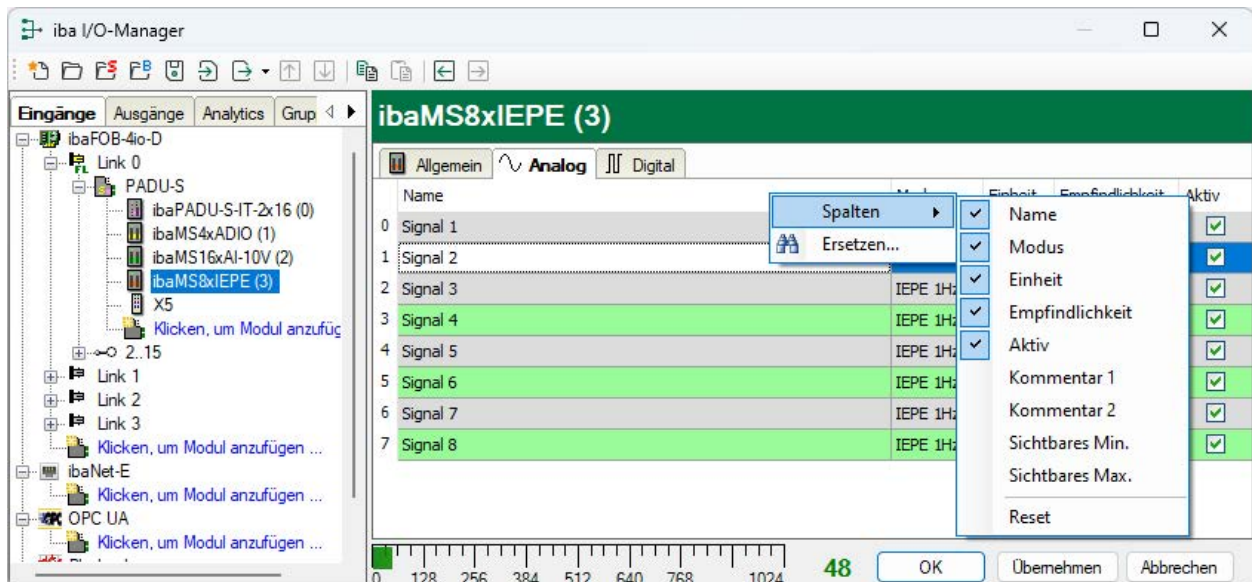 iba I/O-Manager
Eingänge Ausgänge Analytics Grup
ibaFOB-4io-D
Link 0
PADU-S
ibaPADU-S-IT-2x16 (0)
ibaMS4xADIO (1)
ibaMS16xAI-10V (2)
ibaMS8xIEPE (3)
X5
Klicken, um Modul anzufüg
2..15
Link 1
Link 2
Link 3
Klicken, um Modul anzufügen ...
ibaNet-E
Klicken, um Modul anzufügen ...
OPC UA
Klicken, um Modul anzufügen ...
ibaMS8xIEPE (3)
Allgemein Analog Digital
Name Einheit Empfindlichkeit Aktiv
0 Signal 1
1 Signal 2
2 Signal 3 IEPE 1Hz
3 Signal 4 IEPE 1Hz
4 Signal 5 IEPE 1Hz
5 Signal 6 IEPE 1Hz
6 Signal 7 IEPE 1Hz
7 Signal 8 IEPE 1Hz
Spalten
Ersetzen...
Name
Modus
Einheit
Empfindlichkeit
Aktiv
Kommentar 1
Kommentar 2
Sichtbares Min.
Sichtbares Max.
Reset
0 128 256 384 512 640 768 1024
48
OK Übernehmen Abbrechen